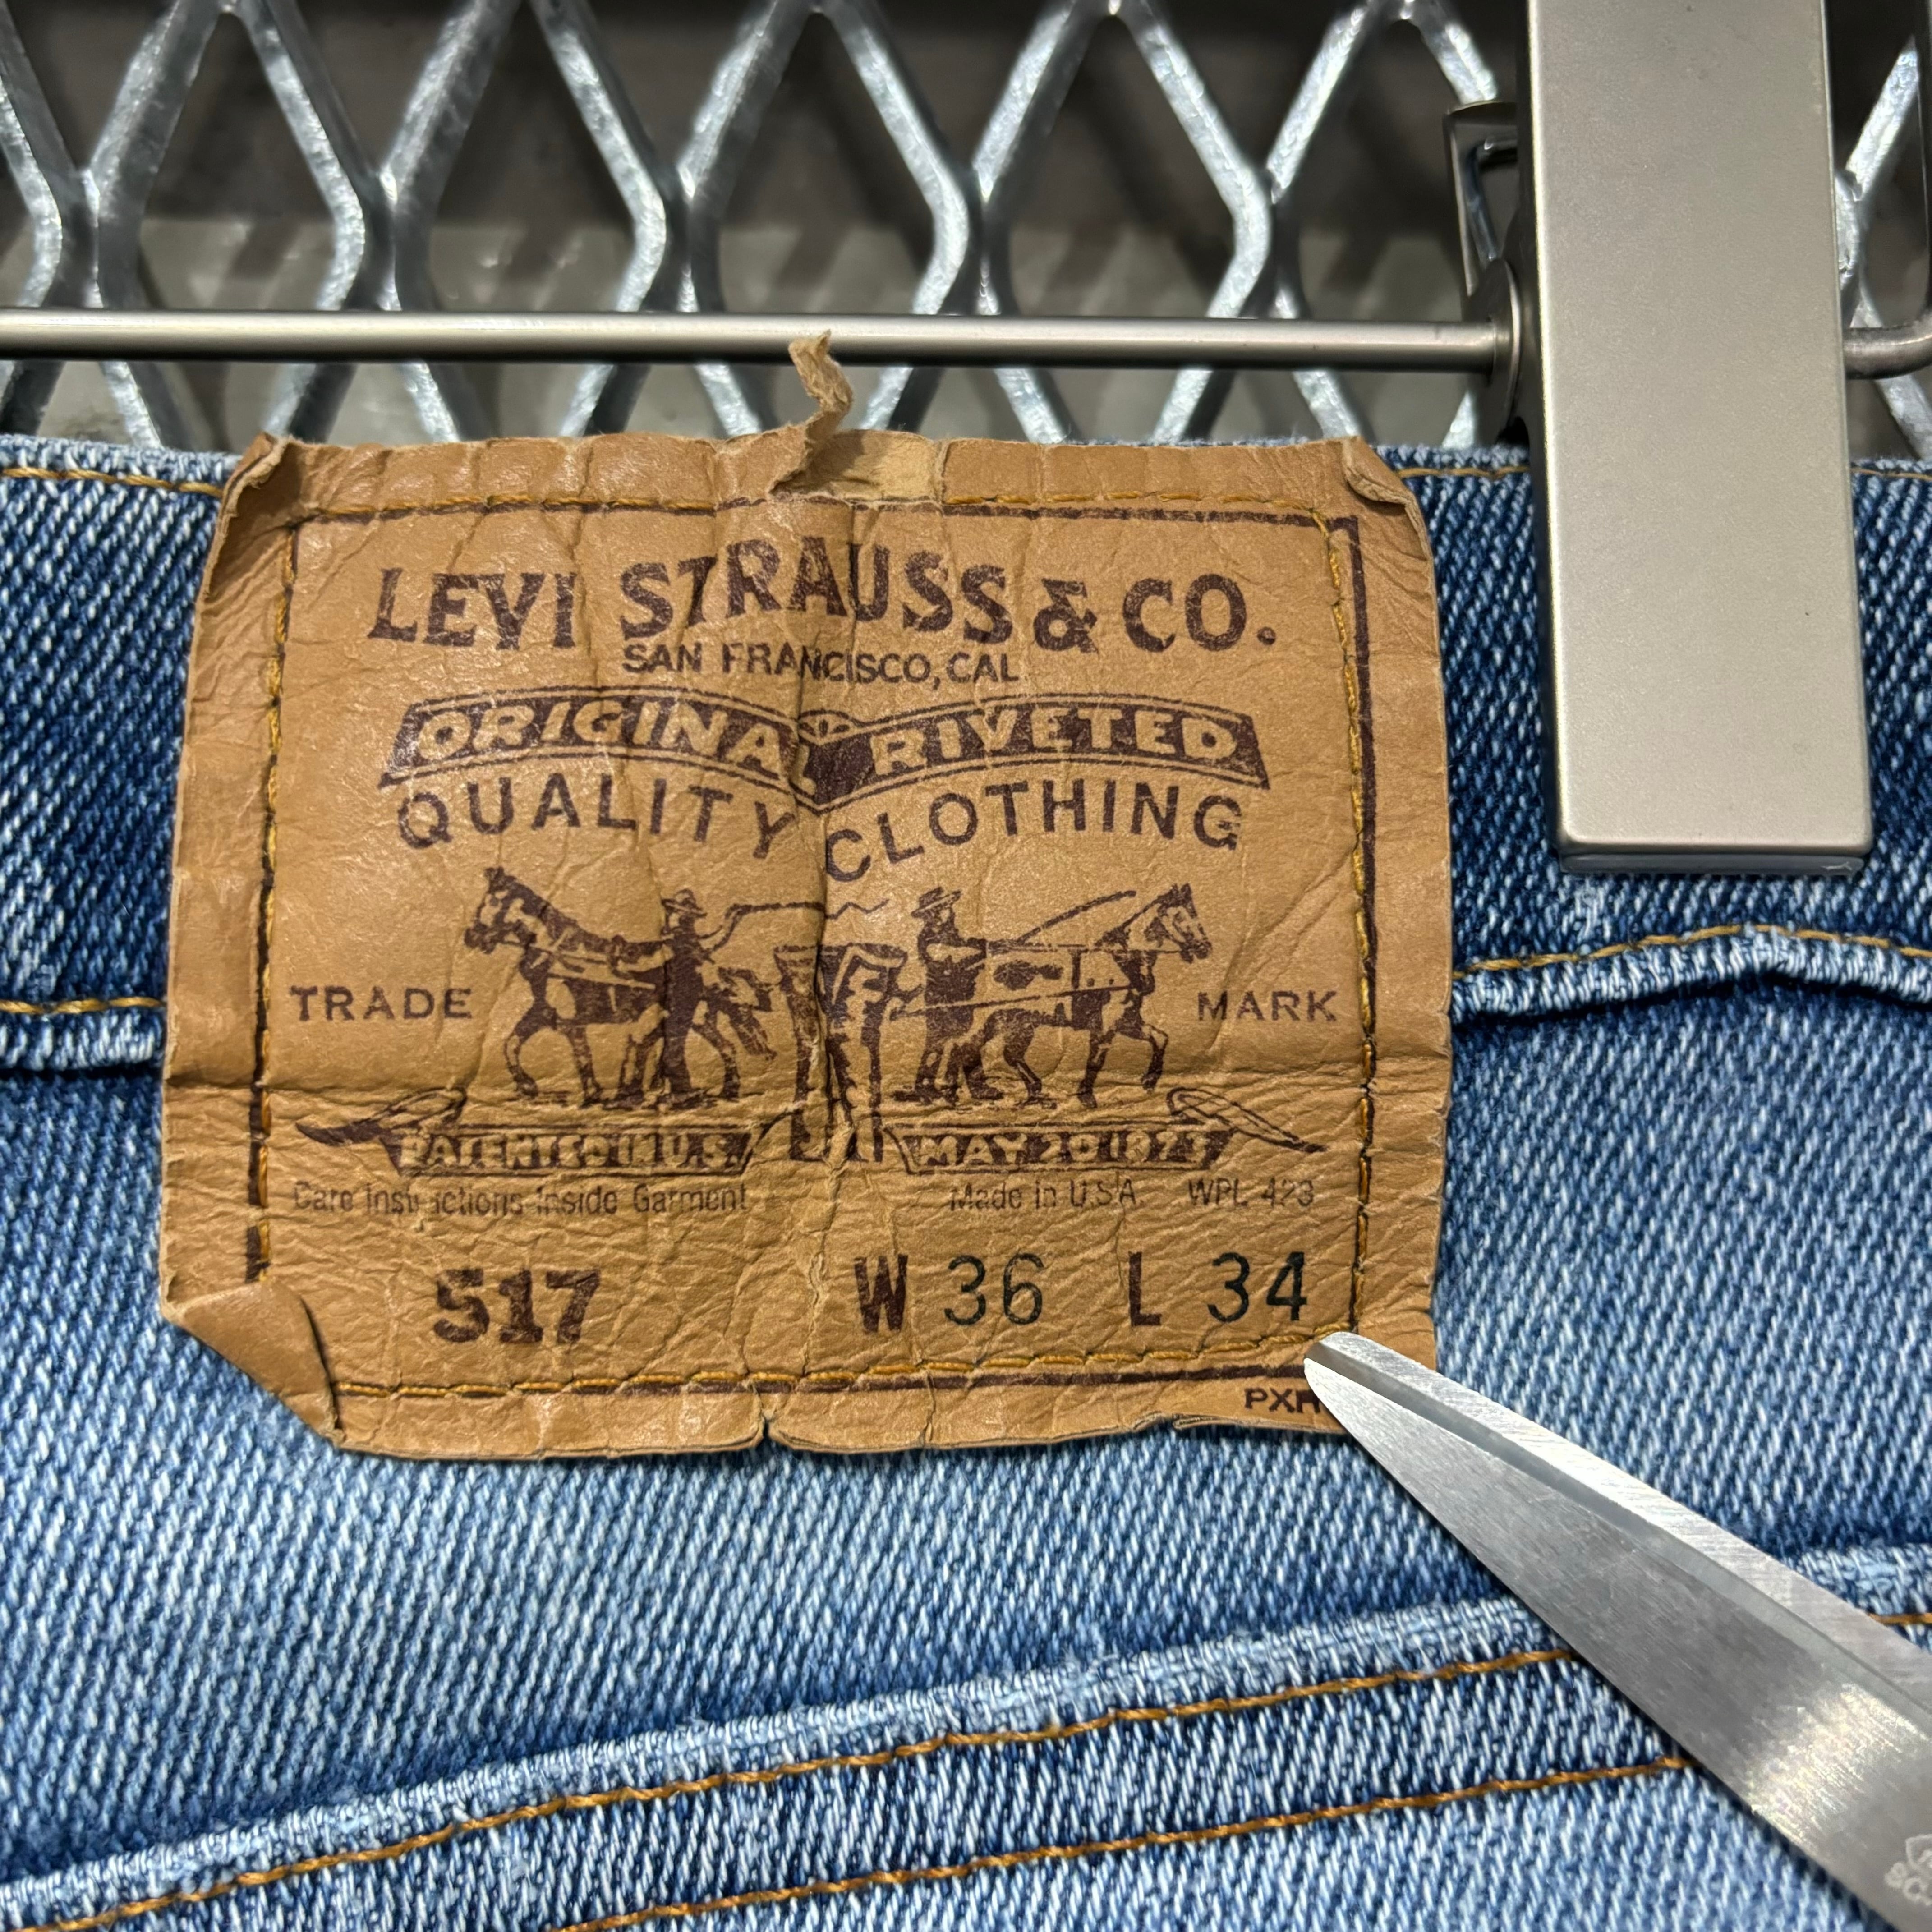 LEVI STRAUSS & CO.
SAN FRANCISCO, CAL
ORIGINAL RIVETED
QUALITY CLOTHING
TRADE MARK
PATENTED IN U.S. MAY 20 1873
Care Instructions Inside Garment Made in U.S.A. WPL 423
517 W 36 L 34